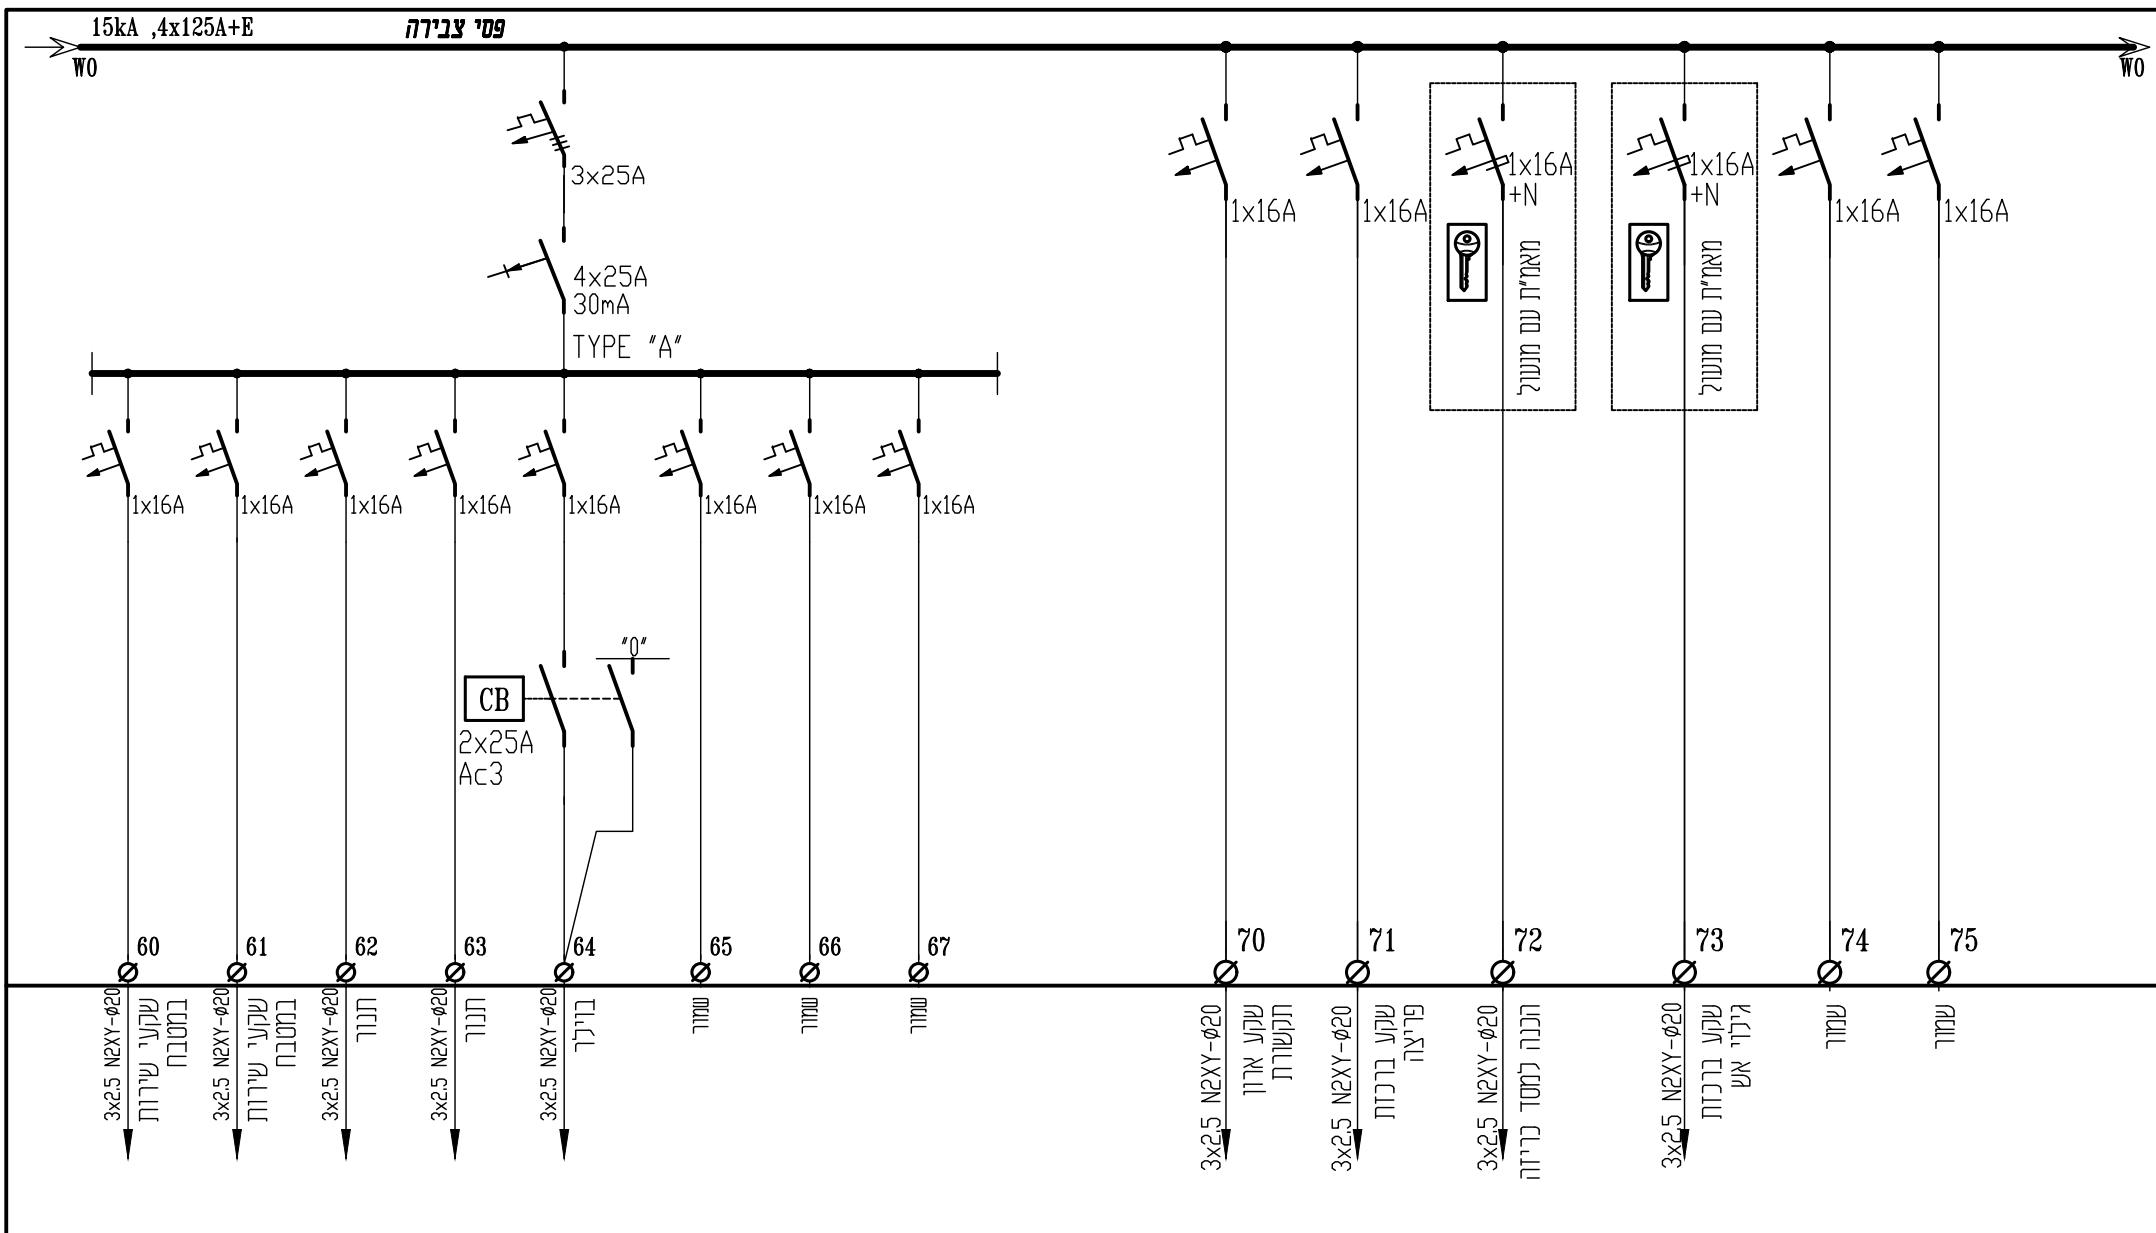 15kA ,4x125A+E
פסי צבירה
W0
W0
3x25A
4x25A
30mA
TYPE "A"
1x16A
1x16A
1x16A
1x16A
1x16A
1x16A
1x16A
1x16A
1x16A
1x16A
1x16A
+N
מאמ"ת עם מנעול
1x16A
+N
מאמ"ת עם מנעול
1x16A
1x16A
"0"
CB
2x25A
Ac3
60
61
62
63
64
65
66
67
70
71
72
73
74
75
3x2.5 N2XY-ø20
שקעי שירות
במטבח
3x2.5 N2XY-ø20
שקעי שירות
במטבח
3x2.5 N2XY-ø20
תנור
3x2.5 N2XY-ø20
תנור
3x2.5 N2XY-ø20
בוילר
שמור
שמור
שמור
3x2.5 N2XY-ø20
שקע ארון
תקשורת
3x2.5 N2XY-ø20
שקע ברכזת
פריצה
3x2.5 N2XY-ø20
הכנה למסד כריזה
3x2.5 N2XY-ø20
שקע ברכזת
גילוי אש
שמור
שמור